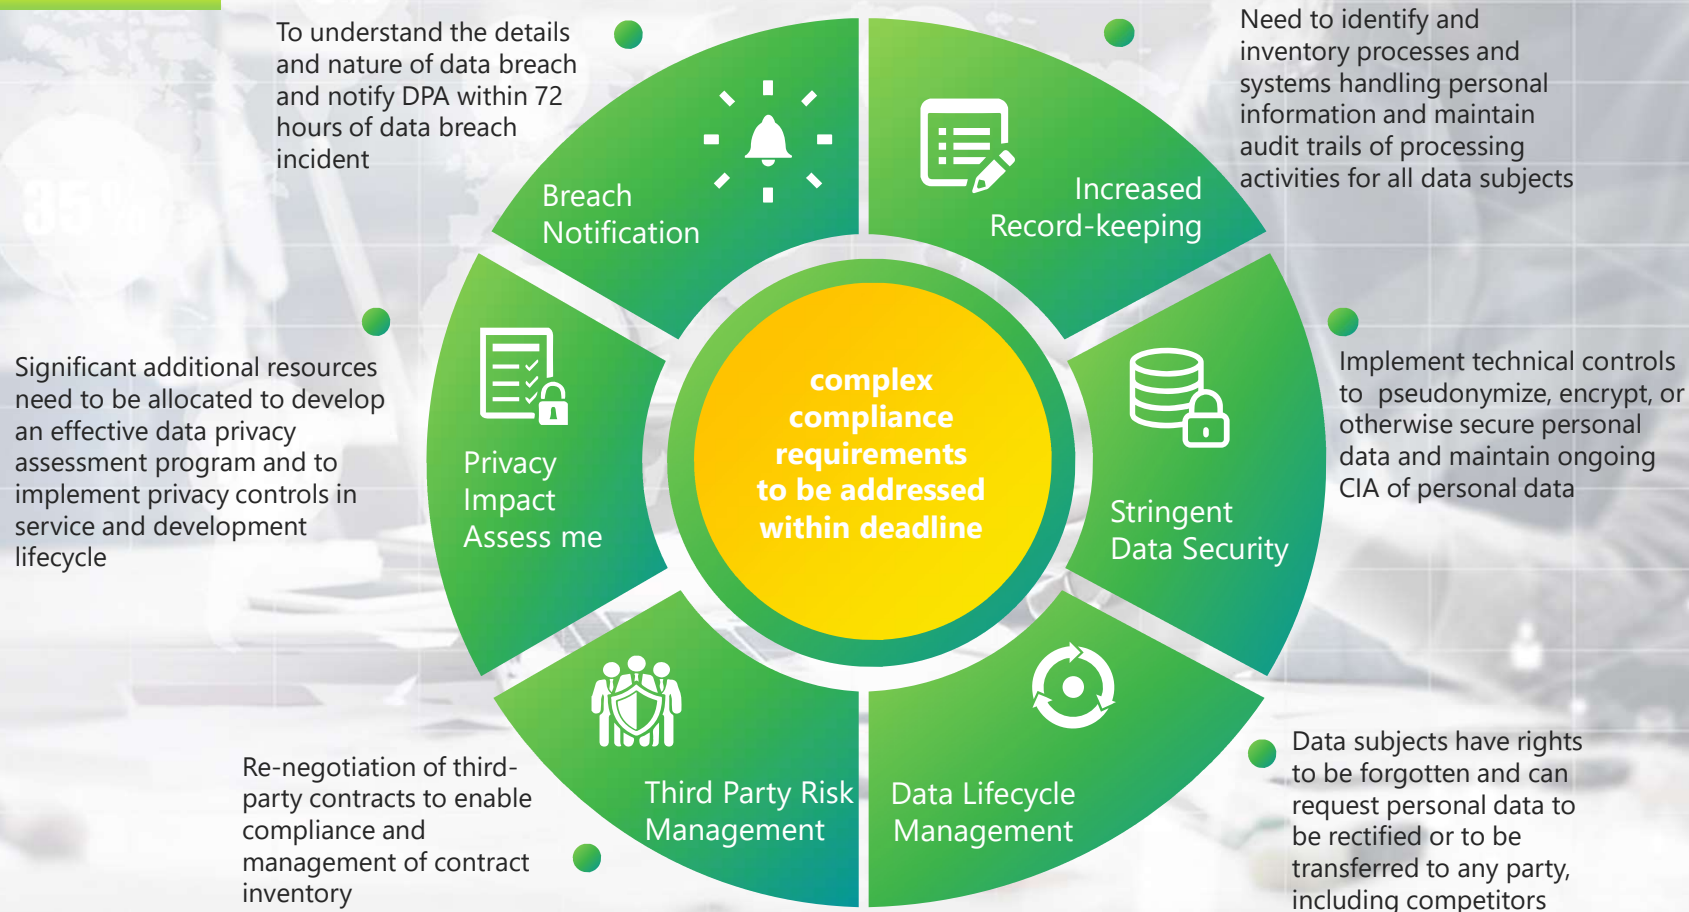 To understand the details
and nature of data breach
and notify DPA within 72
hours of data breach
incident
Breach
Notification
Need to identify and
inventory processes and
systems handling personal
information and maintain
audit trails of processing
activities for all data subjects
Increased
Record-keeping
35%
Significant additional resources
need to be allocated to develop
an effective data privacy
assessment program and to
implement privacy controls in
service and development
lifecycle
Privacy
Impact
Assess me
complex
compliance
requirements
to be addressed
within deadline
Implement technical controls
to pseudonymize, encrypt, or
otherwise secure personal
data and maintain ongoing
CIA of personal data
Stringent
Data Security
Re-negotiation of third-
party contracts to enable
compliance and
management of contract
inventory
Third Party Risk
Management
Data Lifecycle
Management
Data subjects have rights
to be forgotten and can
request personal data to
be rectified or to be
transferred to any party,
including competitors